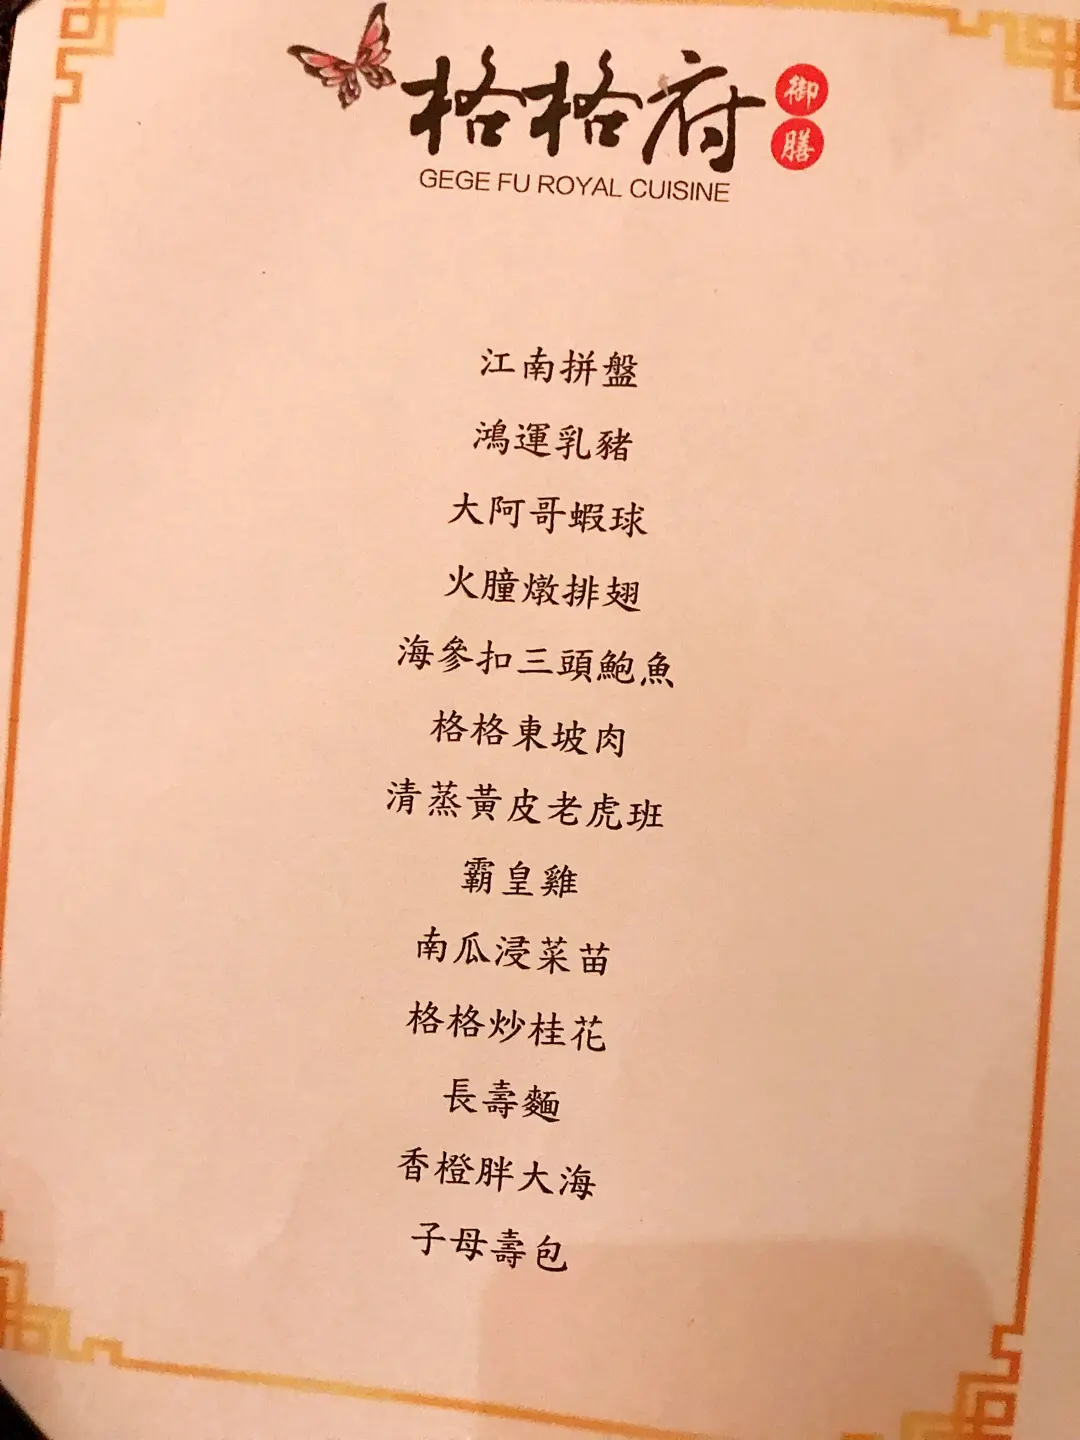 格格府 御膳
GEGE FU ROYAL CUISINE
江南拼盤
鴻運乳豬
大阿哥蝦球
火朣燉排翅
海參扣三頭鮑魚
格格東坡肉
清蒸黃皮老虎班
霸皇雞
南瓜浸菜苗
格格炒桂花
長壽麵
香橙胖大海
子母壽包